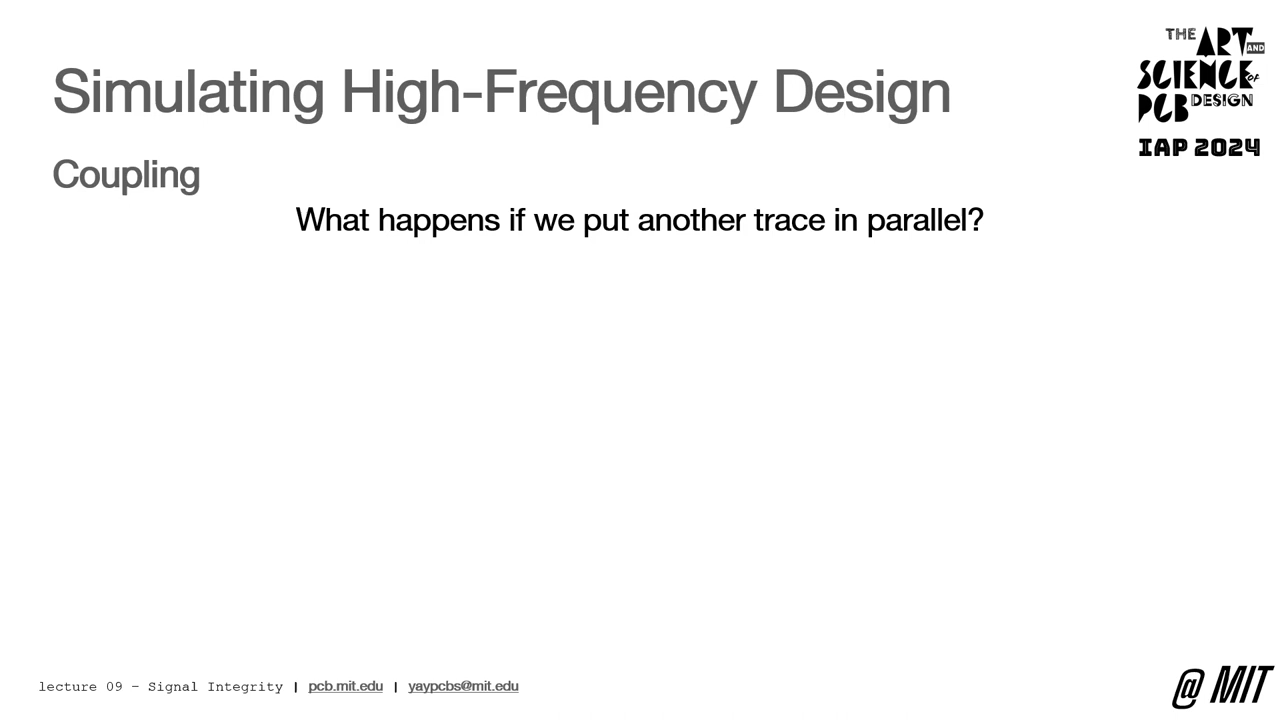 Simulating High-Frequency Design
Coupling
What happens if we put another trace in parallel?
THE ART AND
SCIENCE OF
PCB DESIGN
IAP 2024
lecture 09 - Signal Integrity | pcb.mit.edu | yaypcbs@mit.edu
@ MIT